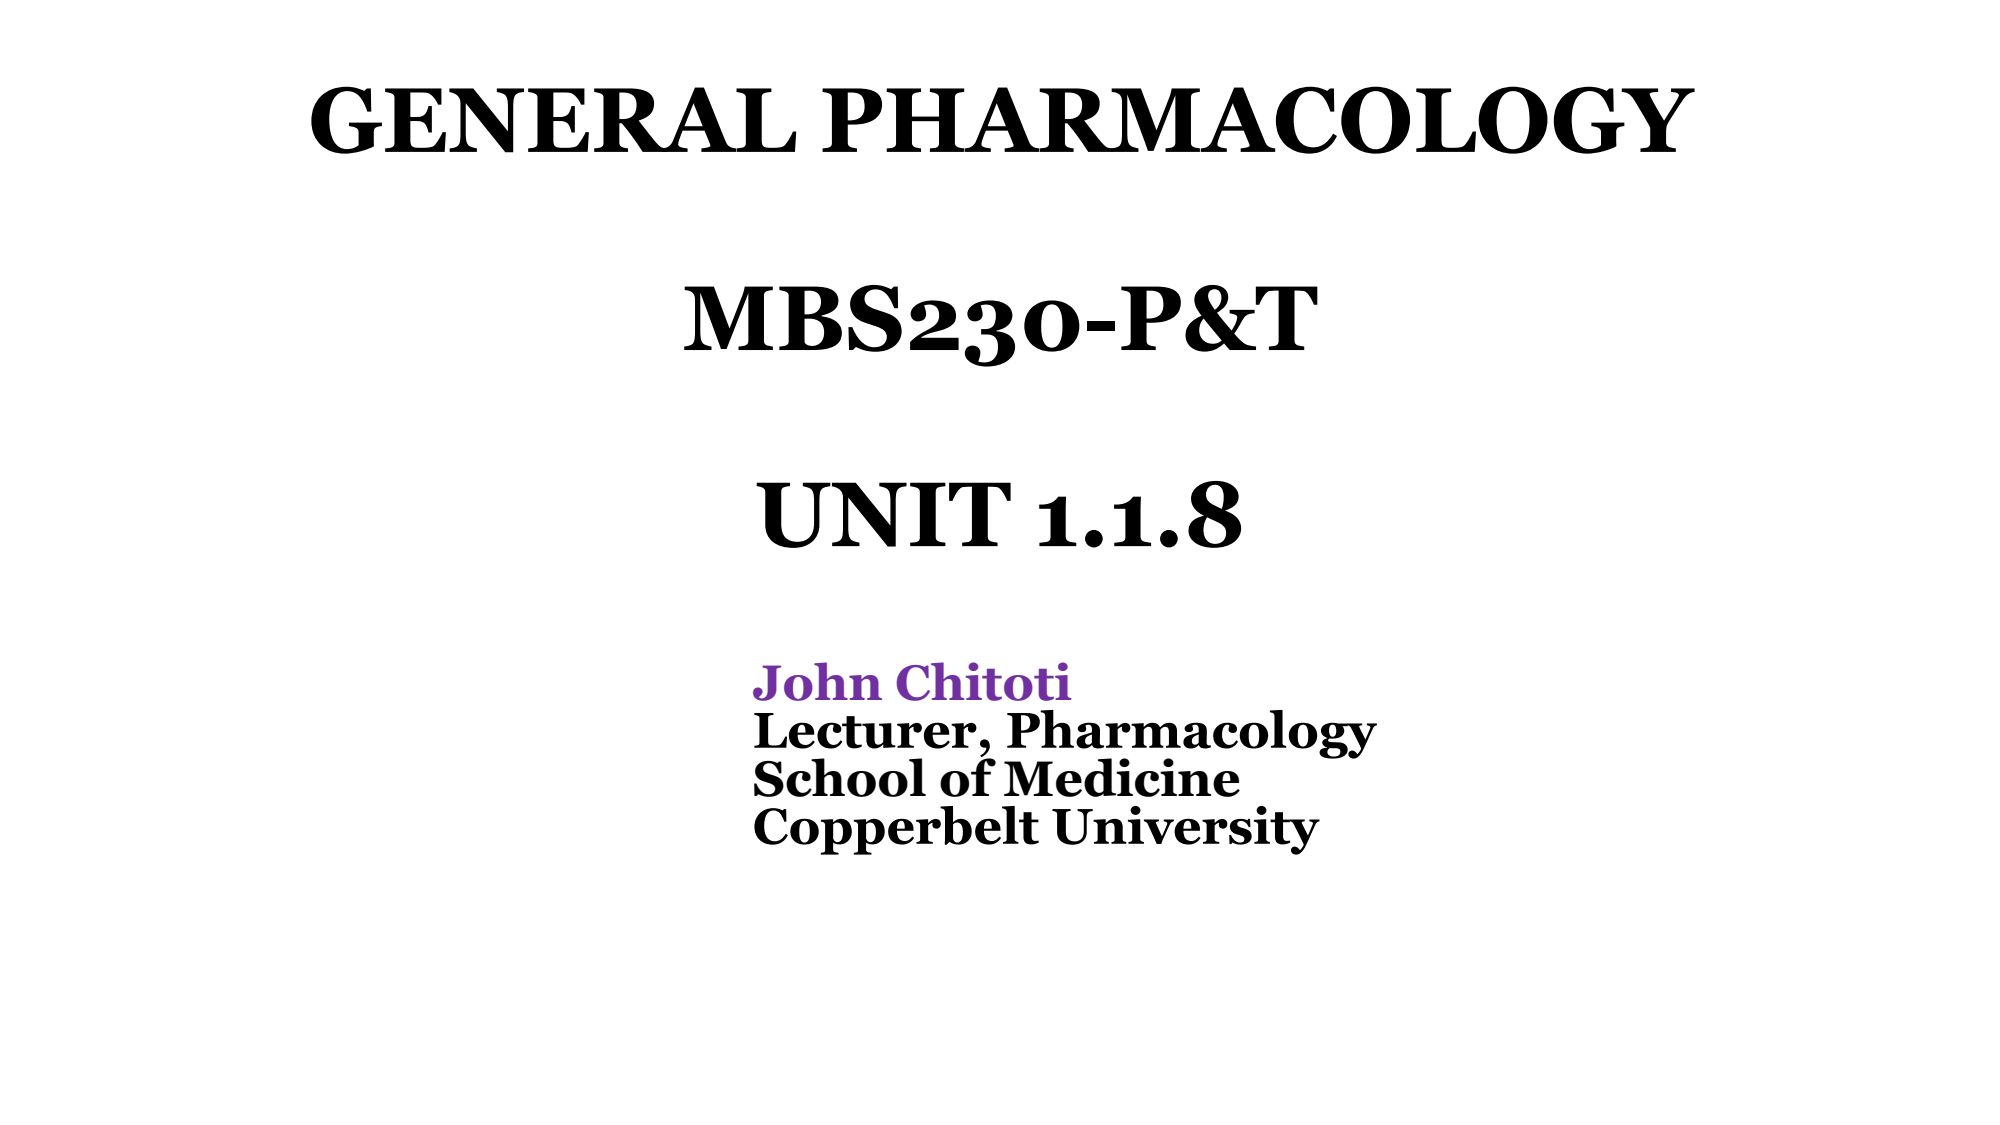 GENERAL PHARMACOLOGY
MBS230-P&T
UNIT 1.1.8
John Chitoti
Lecturer, Pharmacology
School of Medicine
Copperbelt University